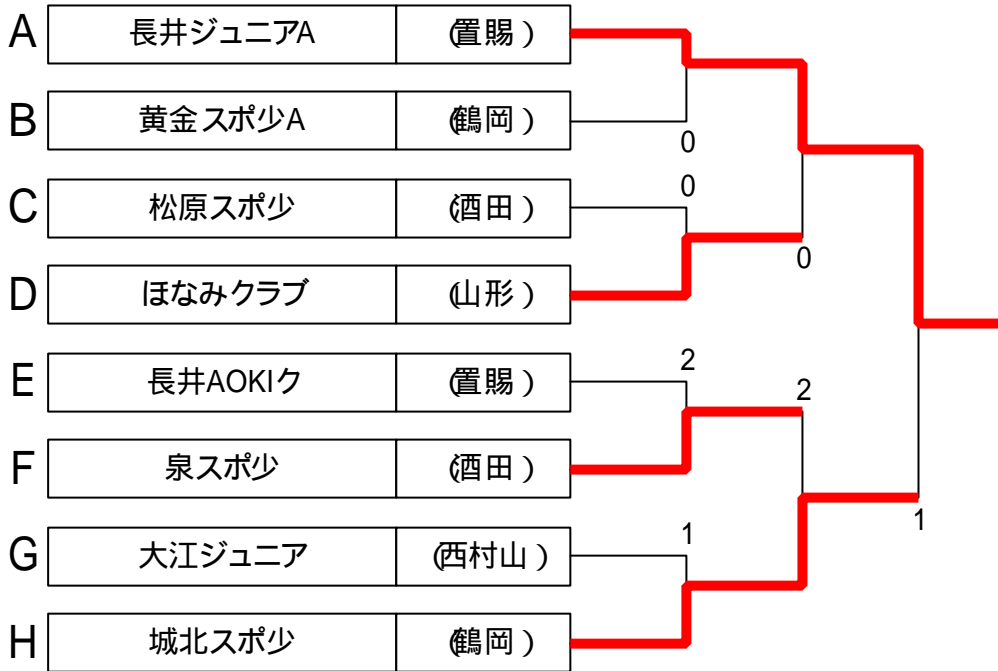 A 長井ジュニアA (置賜)
B 黄金スポ少A (鶴岡)
0
0
C 松原スポ少 (酒田)
0
D ほなみクラブ (山形)
E 長井AOKIク (置賜) 2
2
F 泉スポ少 (酒田)
1
G 大江ジュニア (西村山) 1
H 城北スポ少 (鶴岡)